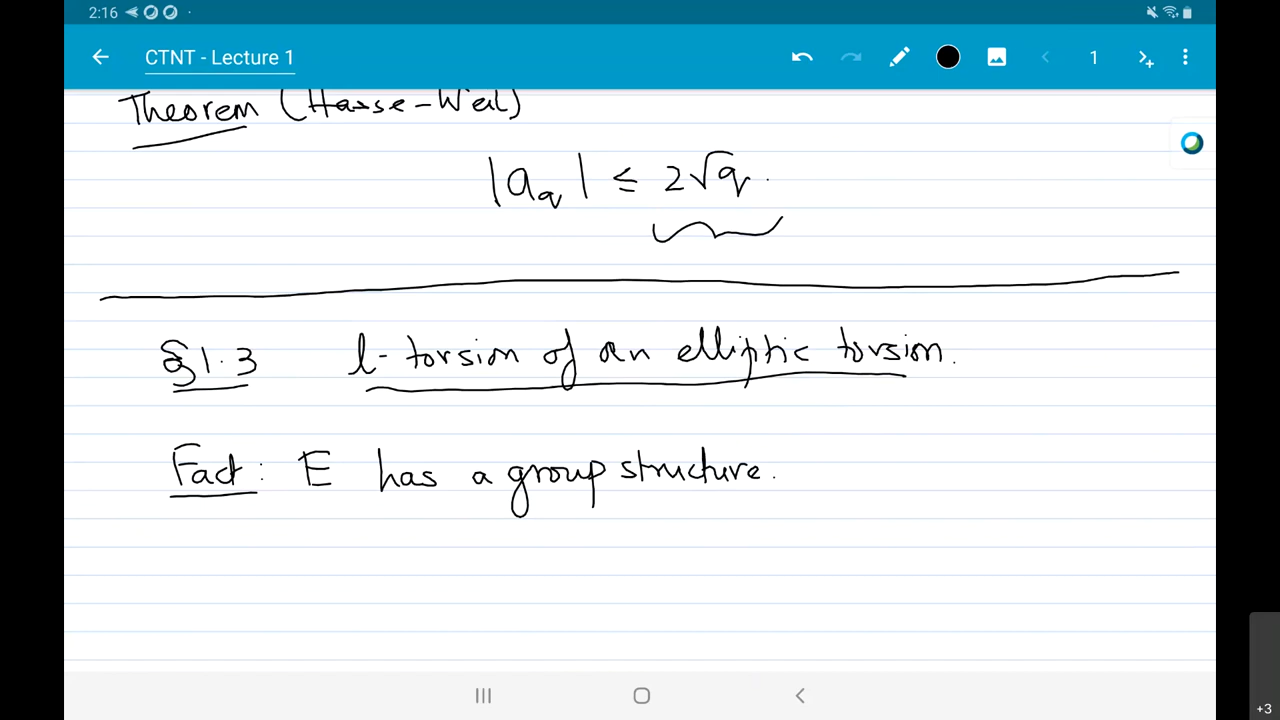 2:16
CTNT - Lecture 1
1
Theorem (Hasse-Weil)
|a_q| ≤ 2√q.
§1.3 l-torsion of an elliptic torsion.
Fact: E has a group structure.
+3